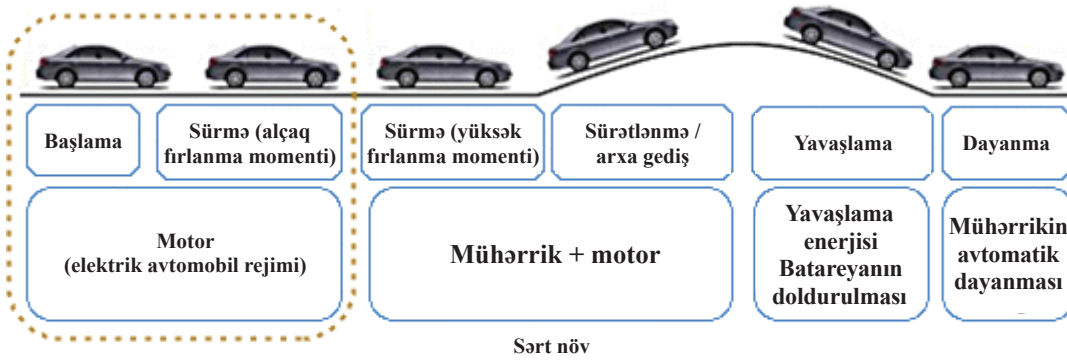 Başlama
Sürmə (alçaq
fırlanma momenti)
Sürmə (yüksək
fırlanma momenti)
Sürətlənmə /
arxa gediş
Yavaşlama
Dayanma
Motor
(elektrik avtomobil rejimi)
Mühərrik + motor
Yavaşlama
enerjisi
Batareyanın
doldurulması
Mühərrikin
avtomatik
dayanması
Sərt növ